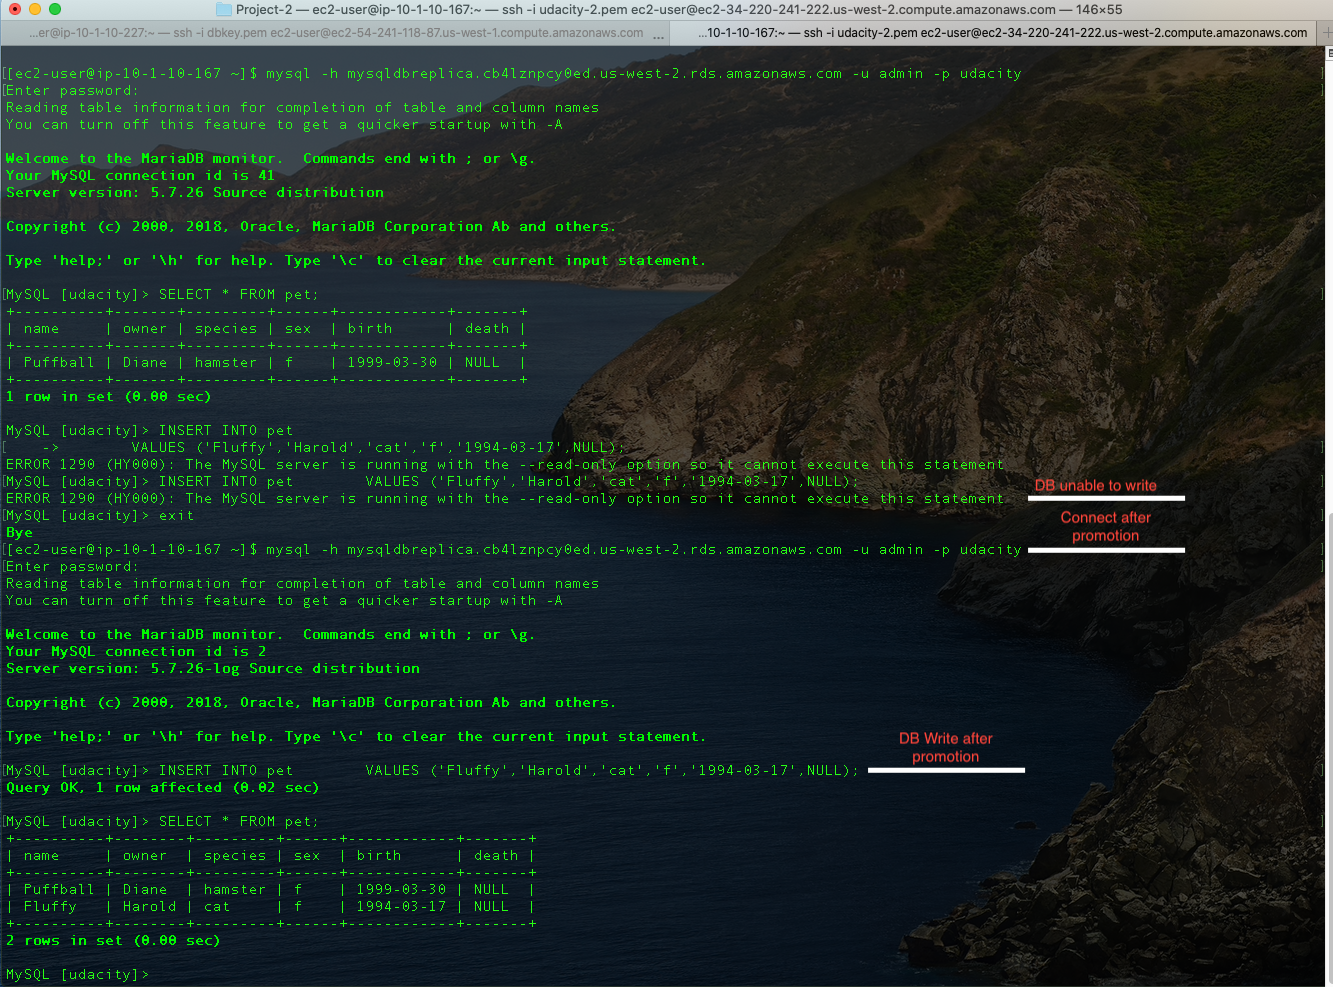 Project-2 — ec2-user@ip-10-1-10-167:~ — ssh -i udacity-2.pem ec2-user@ec2-34-220-241-222.us-west-2.compute.amazonaws.com — 146×55
...er@ip-10-1-10-227:~ — ssh -i dbkey.pem ec2-user@ec2-54-241-118-87.us-west-1.compute.amazonaws.com ...
...10-1-10-167:~ — ssh -i udacity-2.pem ec2-user@ec2-34-220-241-222.us-west-2.compute.amazonaws.com +
[[ec2-user@ip-10-1-10-167 ~]$ mysql -h mysqldbreplica.cb4lznpcy0ed.us-west-2.rds.amazonaws.com -u admin -p udacity ]
[Enter password: ]
Reading table information for completion of table and column names
You can turn off this feature to get a quicker startup with -A
Welcome to the MariaDB monitor.  Commands end with ; or \g.
Your MySQL connection id is 41
Server version: 5.7.26 Source distribution
Copyright (c) 2000, 2018, Oracle, MariaDB Corporation Ab and others.
Type 'help;' or '\h' for help. Type '\c' to clear the current input statement.
[MySQL [udacity]> SELECT * FROM pet; ]
+----------+-------+---------+------+------------+-------+
| name     | owner | species | sex  | birth      | death |
+----------+-------+---------+------+------------+-------+
| Puffball | Diane | hamster | f    | 1999-03-30 | NULL  |
+----------+-------+---------+------+------------+-------+
1 row in set (0.00 sec)
MySQL [udacity]> INSERT INTO pet
[    ->        VALUES ('Fluffy','Harold','cat','f','1994-03-17',NULL); ]
ERROR 1290 (HY000): The MySQL server is running with the --read-only option so it cannot execute this statement
[MySQL [udacity]> INSERT INTO pet        VALUES ('Fluffy','Harold','cat','f','1994-03-17',NULL); ]
ERROR 1290 (HY000): The MySQL server is running with the --read-only option so it cannot execute this statement
DB unable to write
[MySQL [udacity]> exit ]
Connect after
promotion
Bye
[[ec2-user@ip-10-1-10-167 ~]$ mysql -h mysqldbreplica.cb4lznpcy0ed.us-west-2.rds.amazonaws.com -u admin -p udacity ]
[Enter password: ]
Reading table information for completion of table and column names
You can turn off this feature to get a quicker startup with -A
Welcome to the MariaDB monitor.  Commands end with ; or \g.
Your MySQL connection id is 2
Server version: 5.7.26-log Source distribution
Copyright (c) 2000, 2018, Oracle, MariaDB Corporation Ab and others.
Type 'help;' or '\h' for help. Type '\c' to clear the current input statement.
DB Write after
promotion
[MySQL [udacity]> INSERT INTO pet        VALUES ('Fluffy','Harold','cat','f','1994-03-17',NULL); ]
Query OK, 1 row affected (0.02 sec)
[MySQL [udacity]> SELECT * FROM pet; ]
+----------+--------+---------+------+------------+-------+
| name     | owner  | species | sex  | birth      | death |
+----------+--------+---------+------+------------+-------+
| Puffball | Diane  | hamster | f    | 1999-03-30 | NULL  |
| Fluffy   | Harold | cat     | f    | 1994-03-17 | NULL  |
+----------+--------+---------+------+------------+-------+
2 rows in set (0.00 sec)
MySQL [udacity]>